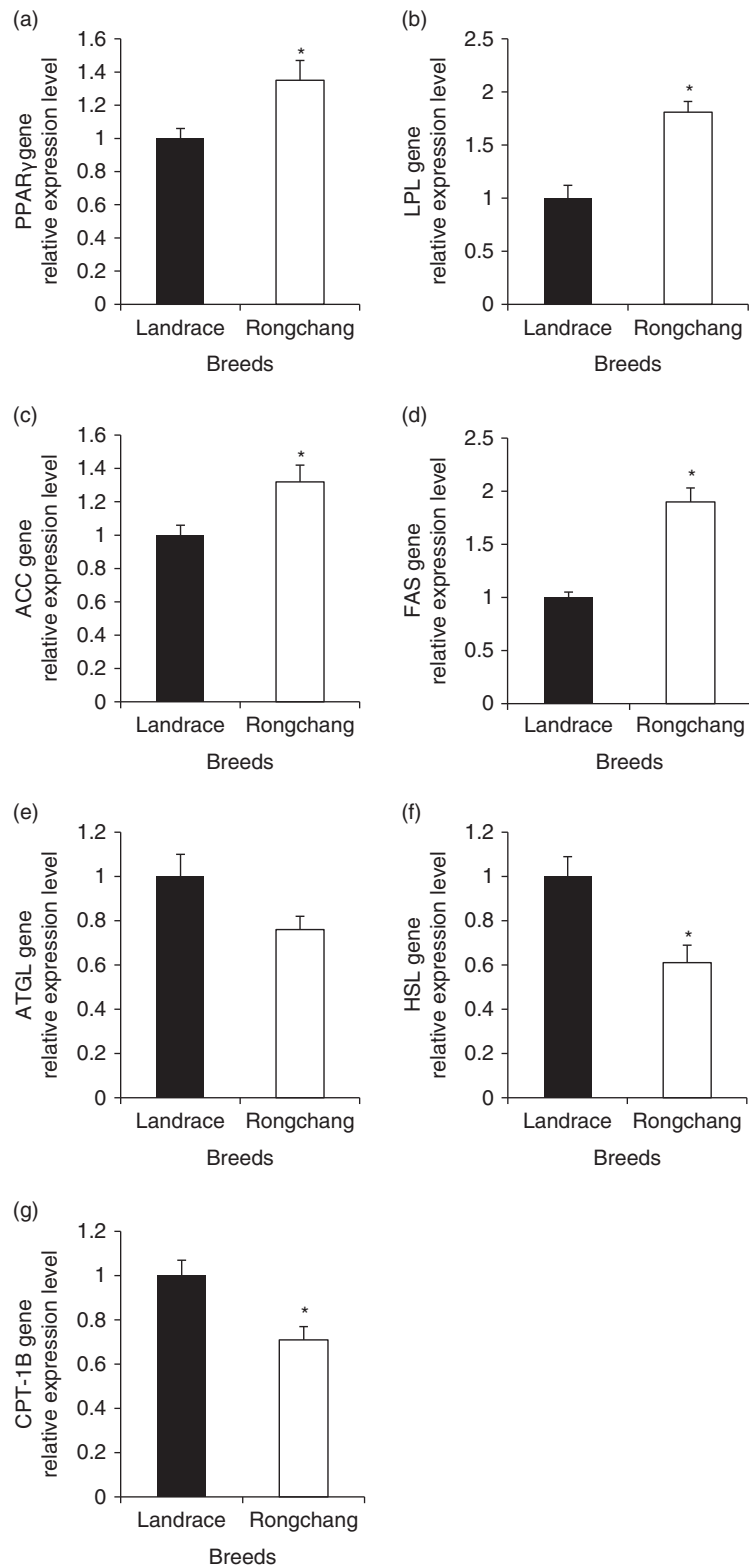 (a)
PPARγgene
relative expression level
1.6
1.4
1.2
1
0.8
0.6
0.4
0.2
0
*
Landrace Rongchang
Breeds
(b)
LPL gene
relative expression level
2.5
2
1.5
1
0.5
0
*
Landrace Rongchang
Breeds
(c)
ACC gene
relative expression level
1.6
1.4
1.2
1
0.8
0.6
0.4
0.2
0
*
Landrace Rongchang
Breeds
(d)
FAS gene
relative expression level
2.5
2
1.5
1
0.5
0
*
Landrace Rongchang
Breeds
(e)
ATGL gene
relative expression level
1.2
1
0.8
0.6
0.4
0.2
0
Landrace Rongchang
Breeds
(f)
HSL gene
relative expression level
1.2
1
0.8
0.6
0.4
0.2
0
*
Landrace Rongchang
Breeds
(g)
CPT-1B gene
relative expression level
1.2
1
0.8
0.6
0.4
0.2
0
*
Landrace Rongchang
Breeds